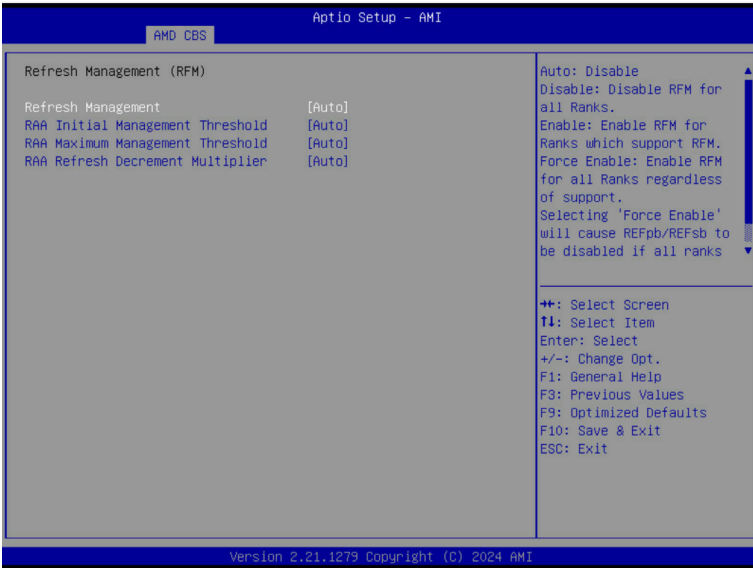 Aptio Setup – AMI
AMD CBS
Refresh Management (RFM)
Refresh Management [Auto]
RAA Initial Management Threshold [Auto]
RAA Maximum Management Threshold [Auto]
RAA Refresh Decrement Multiplier [Auto]
Auto: Disable
Disable: Disable RFM for
all Ranks.
Enable: Enable RFM for
Ranks which support RFM.
Force Enable: Enable RFM
for all Ranks regardless
of support.
Selecting 'Force Enable'
will cause REFpb/REFsb to
be disabled if all ranks
→←: Select Screen
↑↓: Select Item
Enter: Select
+/-: Change Opt.
F1: General Help
F3: Previous Values
F9: Optimized Defaults
F10: Save & Exit
ESC: Exit
Version 2.21.1279 Copyright (C) 2024 AMI